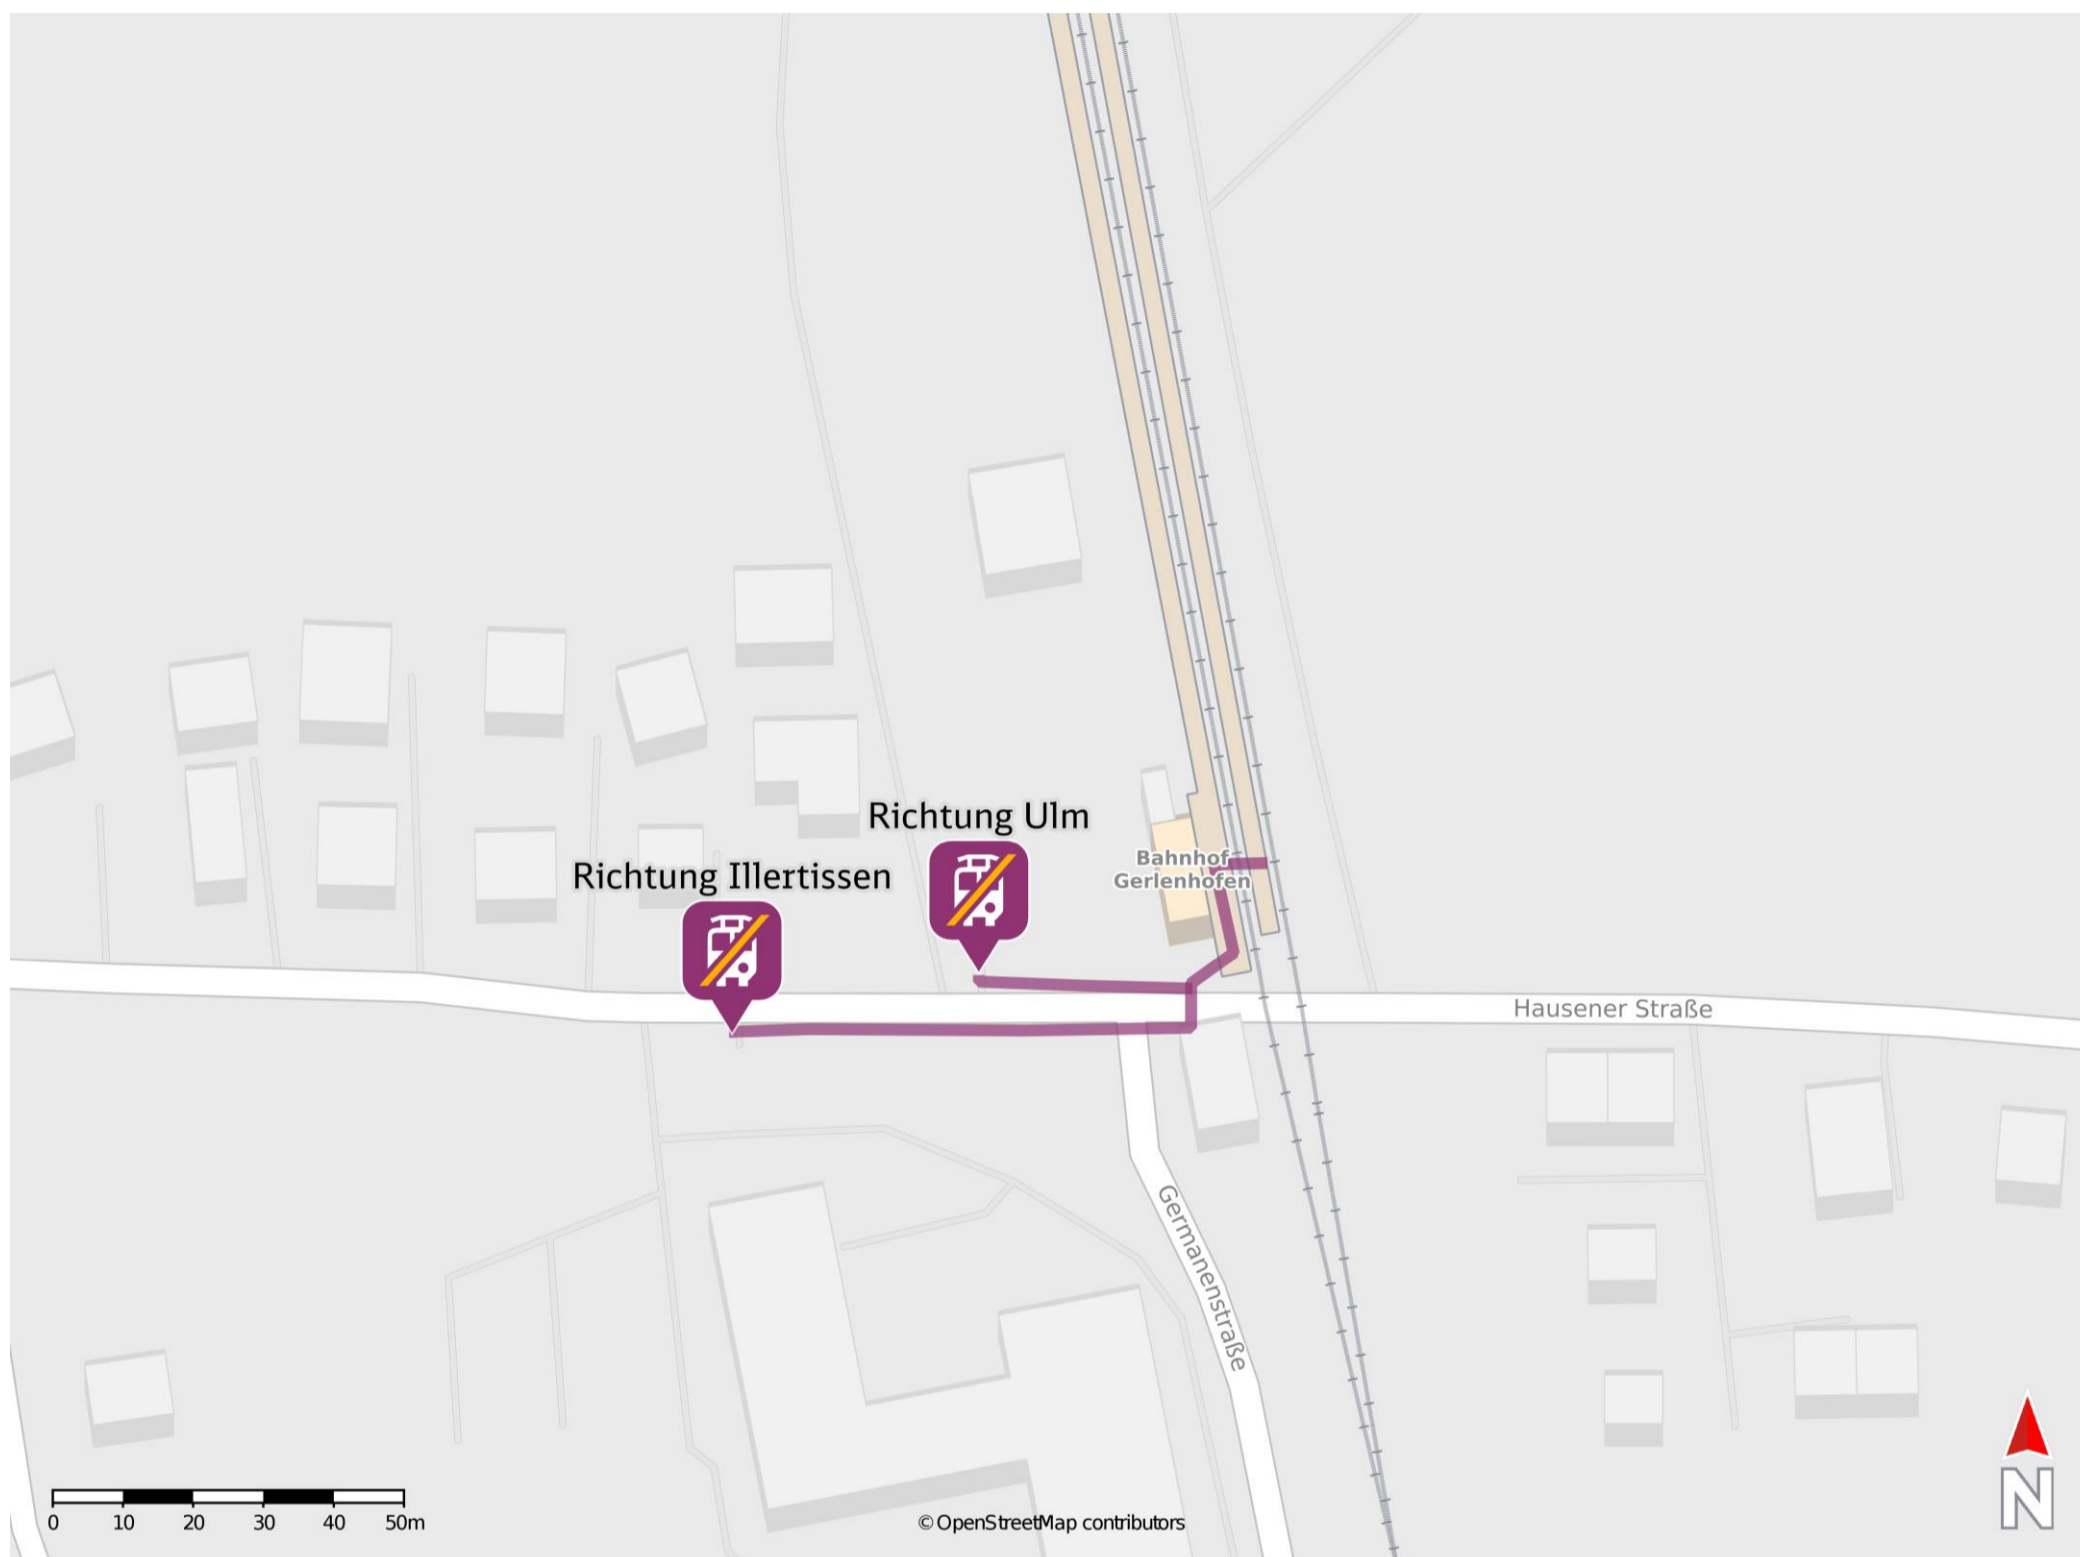 Richtung Ulm
Richtung Illertissen
Bahnhof
Gerlenhofen
Hausener Straße
Germanenstraße
0 10 20 30 40 50m
© OpenStreetMap contributors
N